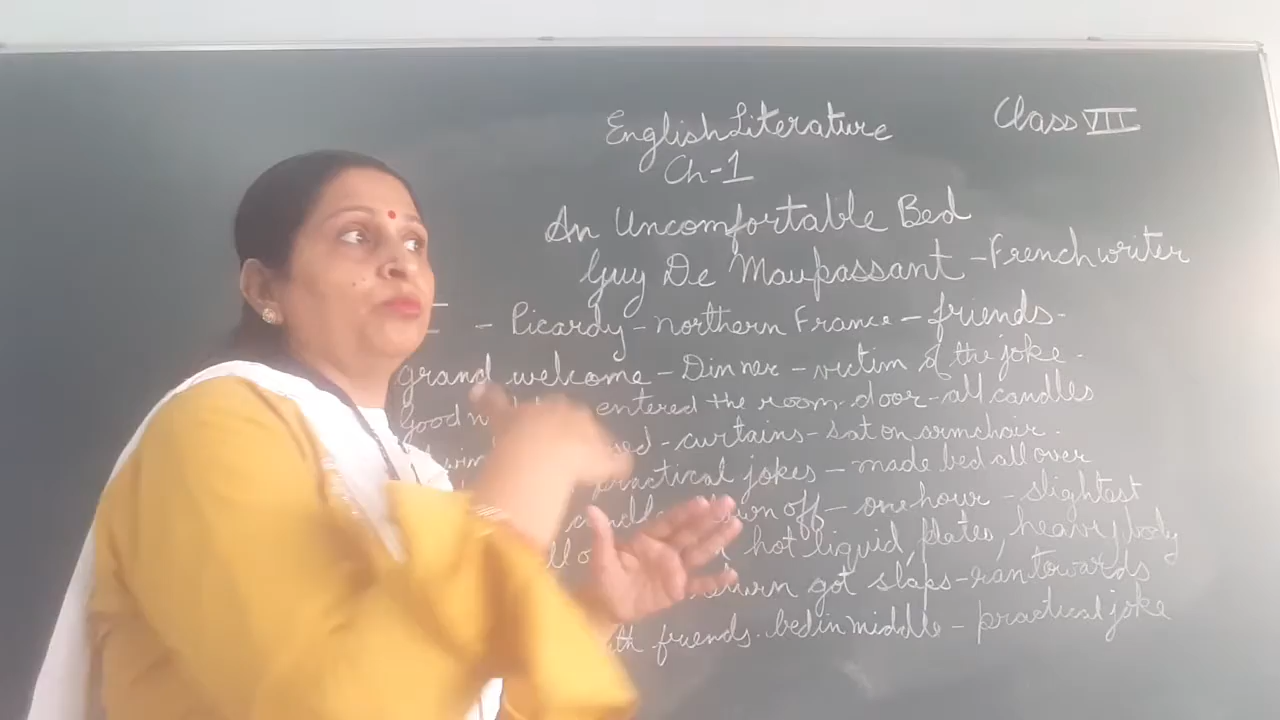 English Literature
Class VII
Ch-1
An Uncomfortable Bed
Guy De Maupassant - French writer
- Picardy - northern France - friends -
grand welcome - Dinner - victim of the joke.
Good entered the room. door - all candles
- curtains - sat on armchair.
practical jokes - made bed all over
off - one hour - slightest
hot liquid, plates, heavy body
got slaps - ran towards
friends. bed in middle - practical joke